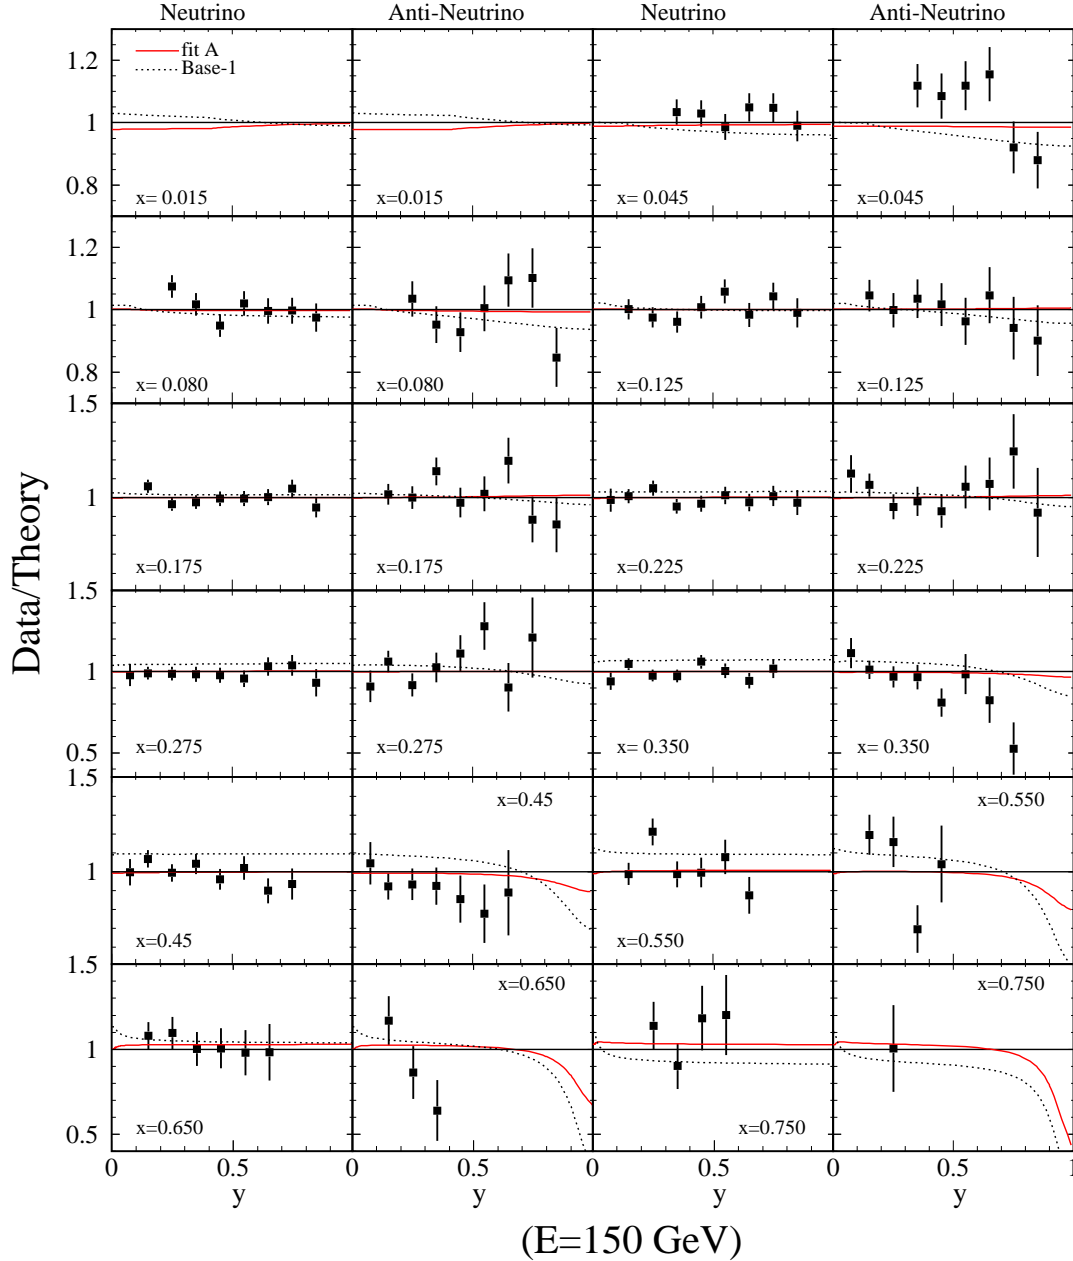 Neutrino Anti-Neutrino Neutrino Anti-Neutrino
fit A
Base-1
1.2
1
0.8
x= 0.015 x=0.015 x= 0.045 x=0.045
1.2
1
0.8
x= 0.080 x=0.080 x=0.125 x=0.125
1.5
1
x=0.175 x=0.175 x=0.225 x=0.225
1.5
1
0.5
x=0.275 x=0.275 x=0.350 x= 0.350
1.5
x=0.45 x=0.550
1
x=0.45 x=0.550
1.5
x=0.650 x=0.750
1
x=0.650 x=0.750
0.5
0 0.5 0 0.5 0 0.5 0 0.5 1
y y y y
Data/Theory
(E=150 GeV)